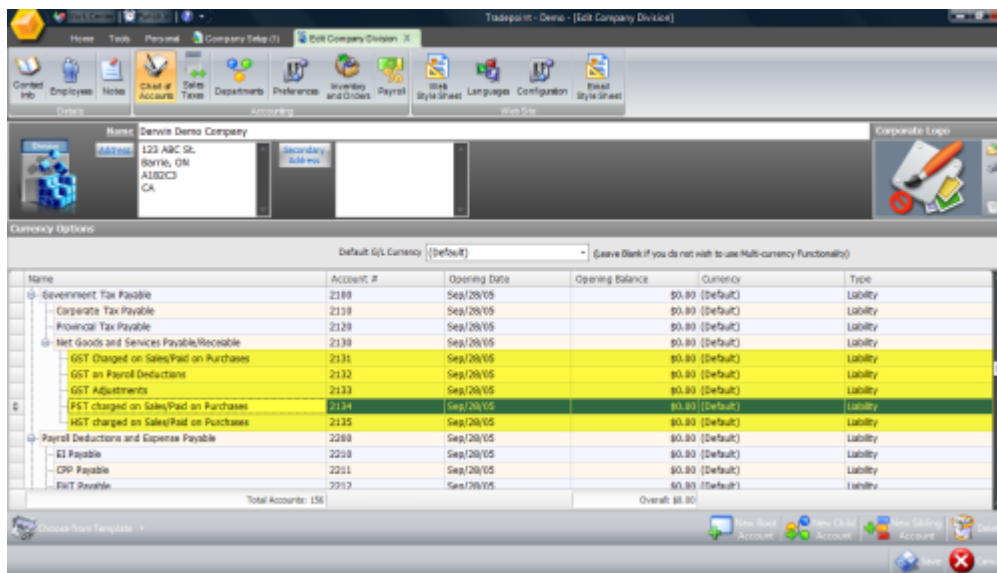 Tradepoint - Demo - [Edit Company Division]
Home Tools Personal Company Setup (1) Edit Company Division X
Contact Info Employees Notes Chart of Accounts Sales Taxes Departments Preferences Inventory and Orders Payroll Web Style Sheet Languages Configuration Email Style Sheet
Details Accounting Web Site
Name Darwin Demo Company Corporate Logo
Address 123 ABC St. Secondary Address
Barrie, ON
CA
Currency Options
Default G/L Currency (Default) (Leave Blank if you do not wish to use Multi-currency Functionality)
Name Account # Opening Date Opening Balance Currency Type
Government Tax Payable 2100 Sep/28/05 $0.00 (Default) Liability
Corporate Tax Payable 2110 Sep/28/05 $0.00 (Default) Liability
Provincial Tax Payable 2120 Sep/28/05 $0.00 (Default) Liability
Net Goods and Services Payable/Receiable 2130 Sep/28/05 $0.00 (Default) Liability
GST Charged on Sales/Paid on Purchases 2131 Sep/28/05 $0.00 (Default) Liability
GST on Payroll Deductions 2132 Sep/28/05 $0.00 (Default) Liability
GST Adjustments 2133 Sep/28/05 $0.00 (Default) Liability
PST charged on Sales/Paid on Purchases 2134 Sep/28/05 $0.00 (Default) Liability
HST charged on Sales/Paid on Purchases 2135 Sep/28/05 $0.00 (Default) Liability
Payroll Deductions and Expense Payable 2200 Sep/28/05 $0.00 (Default) Liability
EI Payable 2210 Sep/28/05 $0.00 (Default) Liability
CPP Payable 2211 Sep/28/05 $0.00 (Default) Liability
2212 Sep/28/05 $0.00 (Default) Liability
Total Accounts: 156 Overall: $0.00
Choose from Template New Root Account New Child Account New Sibling Account
Save